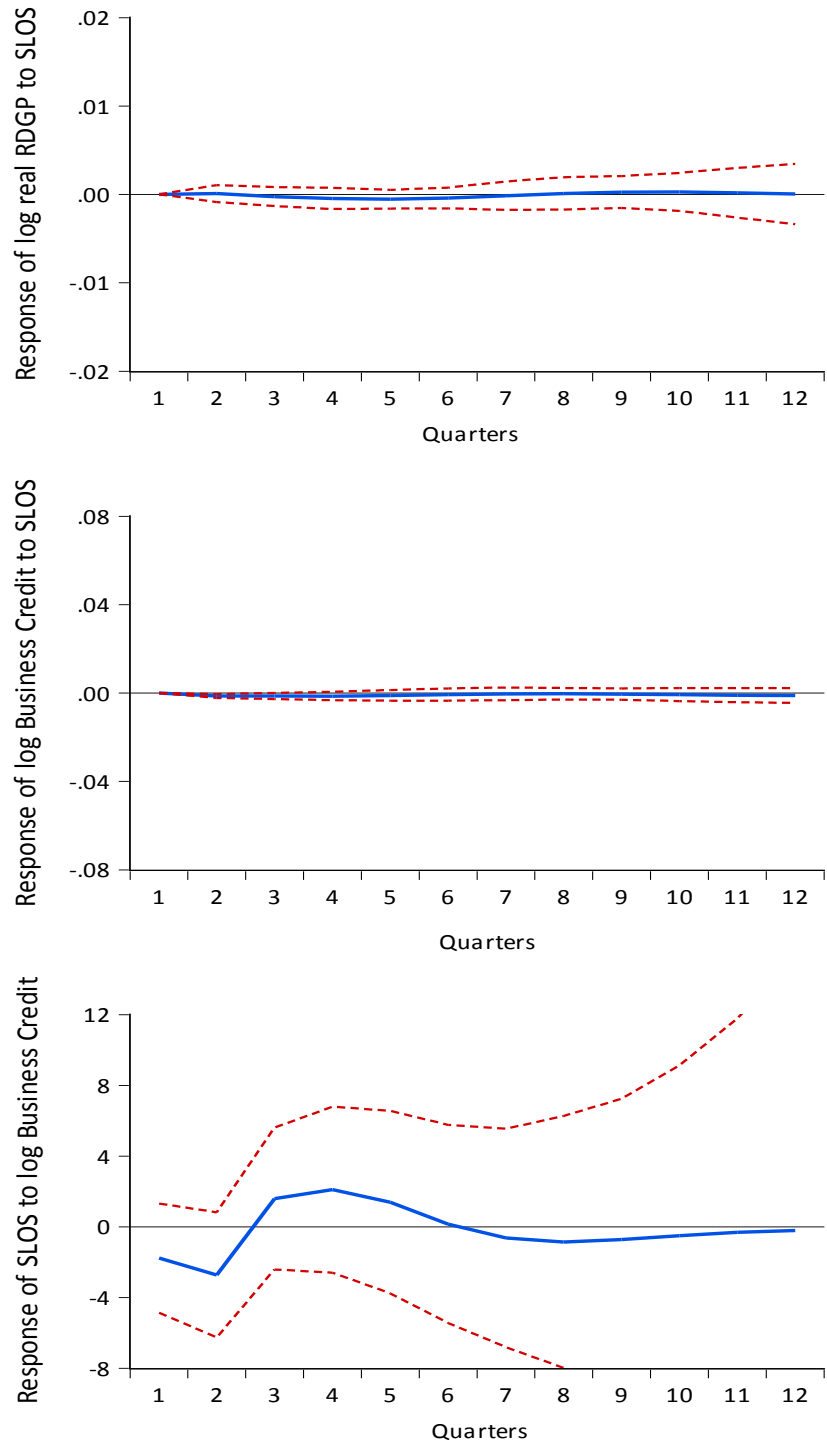 Response of log real RDGP to SLOS
.02
.01
.00
-.01
-.02
1 2 3 4 5 6 7 8 9 10 11 12
Quarters
Response of log Business Credit to SLOS
.08
.04
.00
-.04
-.08
1 2 3 4 5 6 7 8 9 10 11 12
Quarters
Response of SLOS to log Business Credit
12
8
4
0
-4
-8
1 2 3 4 5 6 7 8 9 10 11 12
Quarters